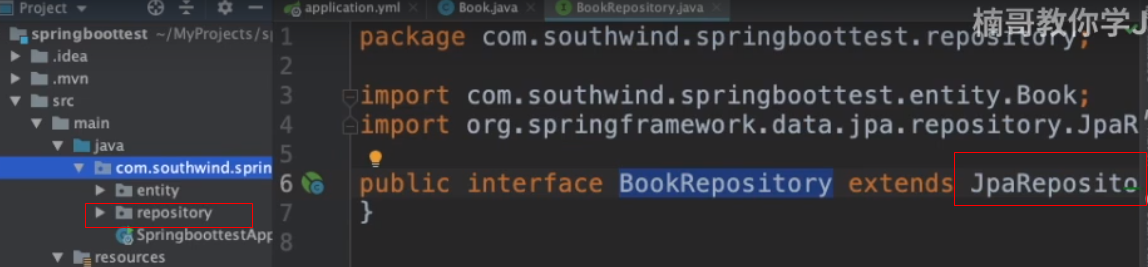 Project
application.yml
Book.java
BookRepository.java
楠哥教你学J
springboottest ~/MyProjects/sp
.idea
.mvn
src
main
java
com.southwind.sprin
entity
repository
SpringboottestApp
resources
1 package com.southwind.springboottest.repository;
2
3 import com.southwind.springboottest.entity.Book;
4 import org.springframework.data.jpa.repository.JpaR
5
6 public interface BookRepository extends JpaReposito
7 }
8